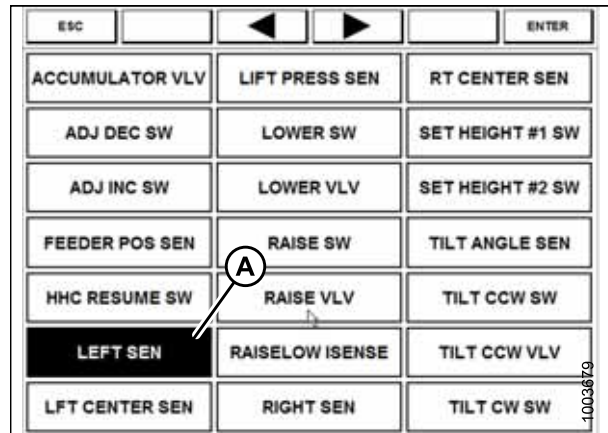 ESC ENTER
ACCUMULATOR VLV LIFT PRESS SEN RT CENTER SEN
ADJ DEC SW LOWER SW SET HEIGHT #1 SW
ADJ INC SW LOWER VLV SET HEIGHT #2 SW
FEEDER POS SEN RAISE SW TILT ANGLE SEN
A
HHC RESUME SW RAISE VLV TILT CCW SW
LEFT SEN RAISELOW ISENSE TILT CCW VLV
LFT CENTER SEN RIGHT SEN TILT CW SW
1003679